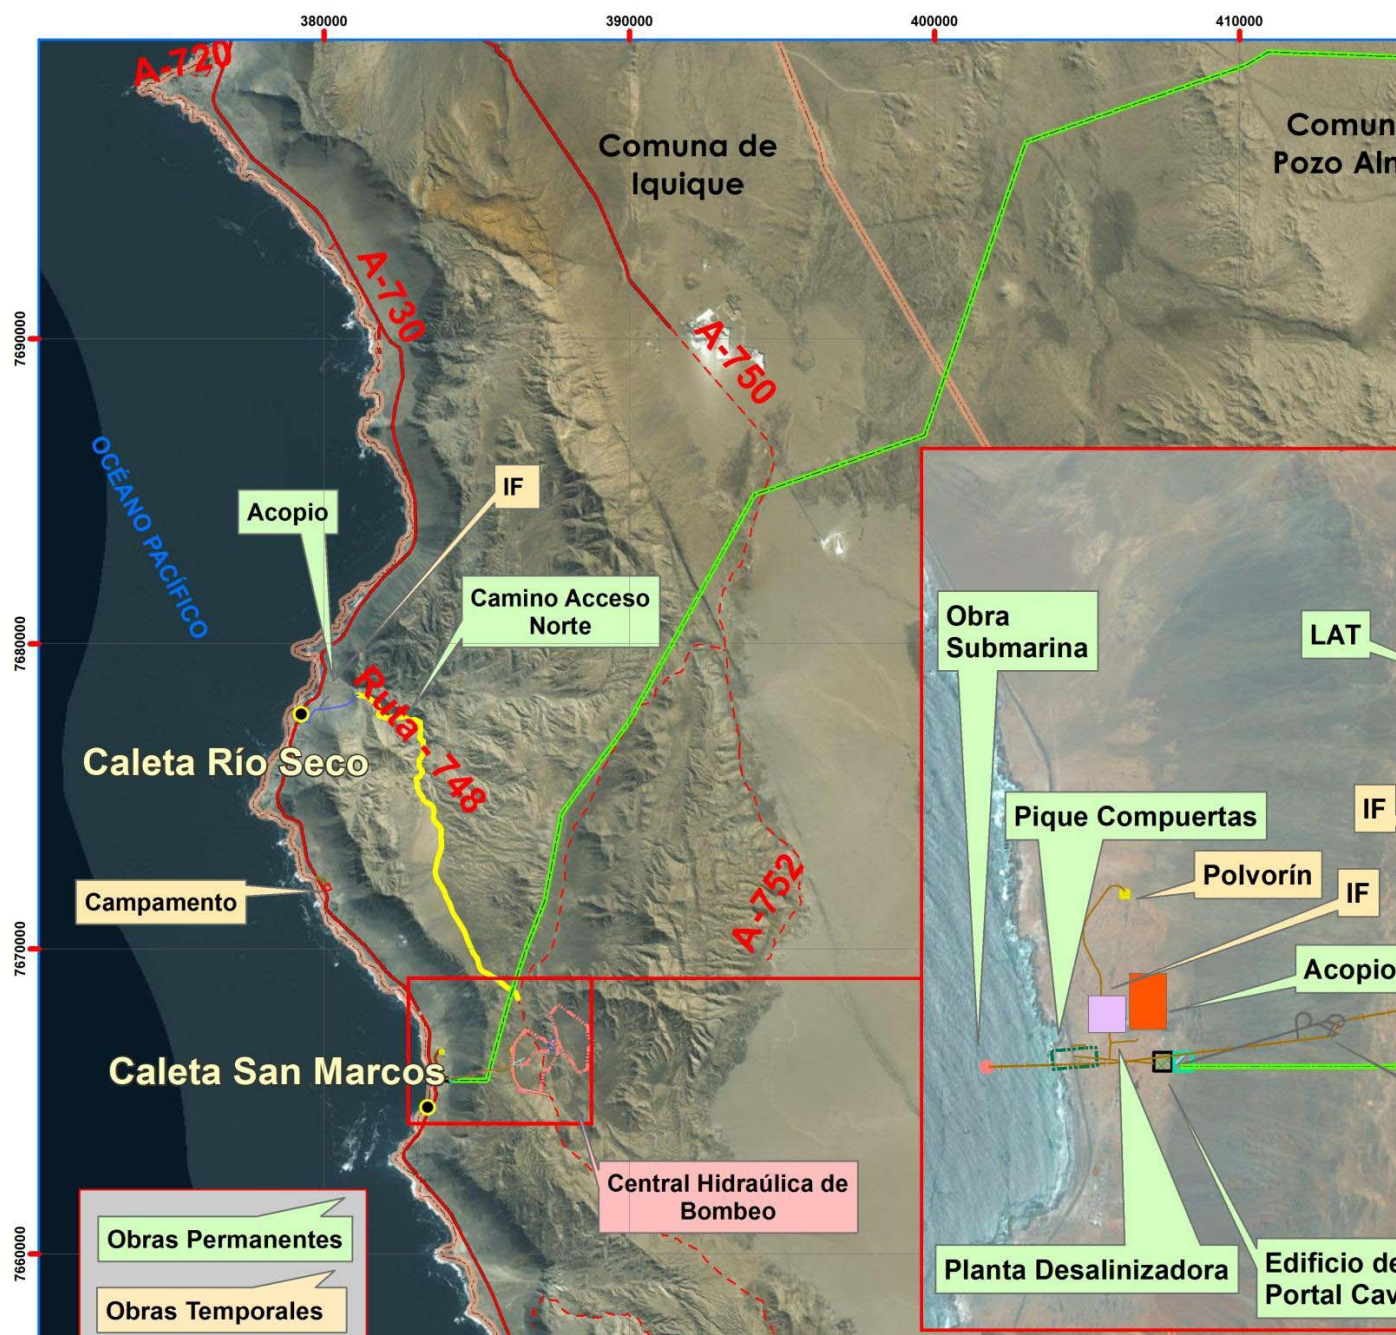 380000
390000
400000
410000
A-720
Comuna de
Iquique
Comun
Pozo Alm
A-730
7690000
A-750
OCÉANO PACÍFICO
IF
Acopio
Camino Acceso
Norte
Obra
Submarina
LAT
7680000
Ruta - 748
Caleta Río Seco
IF
Pique Compuertas
Polvorín
IF
A-752
Campamento
7670000
Acopio
Caleta San Marcos
Central Hidraúlica de
Bombeo
Obras Permanentes
7660000
Planta Desalinizadora
Edificio de
Portal Cav
Obras Temporales